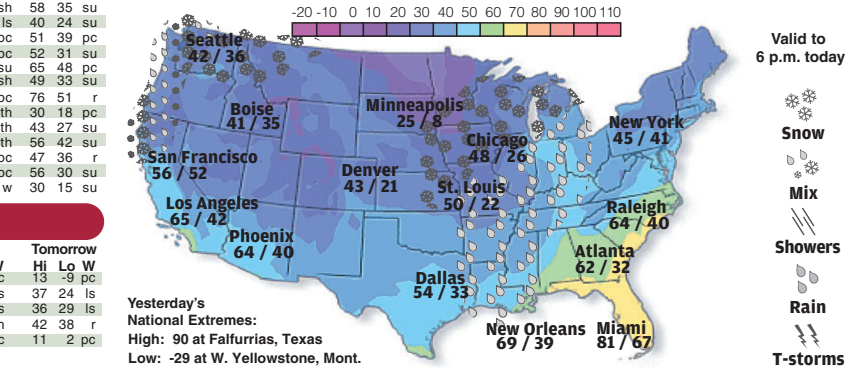 sh 58 35 su
ls 40 24 su
pc 51 39 pc
pc 52 31 su
su 65 48 pc
sh 49 33 su
pc 76 51 r
th 30 18 pc
th 43 27 su
th 56 42 su
pc 47 36 r
pc 56 30 su
w 30 15 su
Tomorrow
Hi Lo W
13 -9 pc
37 24 ls
36 29 ls
42 38 r
11 2 pc
-20 -10 0 10 20 30 40 50 60 70 80 90 100 110
Seattle
42 / 36
Boise
41 / 35
Minneapolis
25 / 8
Chicago
48 / 26
New York
45 / 41
San Francisco
56 / 52
Denver
43 / 21
St. Louis
50 / 22
Los Angeles
65 / 42
Phoenix
64 / 40
Raleigh
64 / 40
Atlanta
62 / 32
Dallas
54 / 33
New Orleans
69 / 39
Miami
81 / 67
Yesterday's
National Extremes:
High: 90 at Falfurrias, Texas
Low: -29 at W. Yellowstone, Mont.
Valid to
6 p.m. today
Snow
Mix
Showers
Rain
T-storms